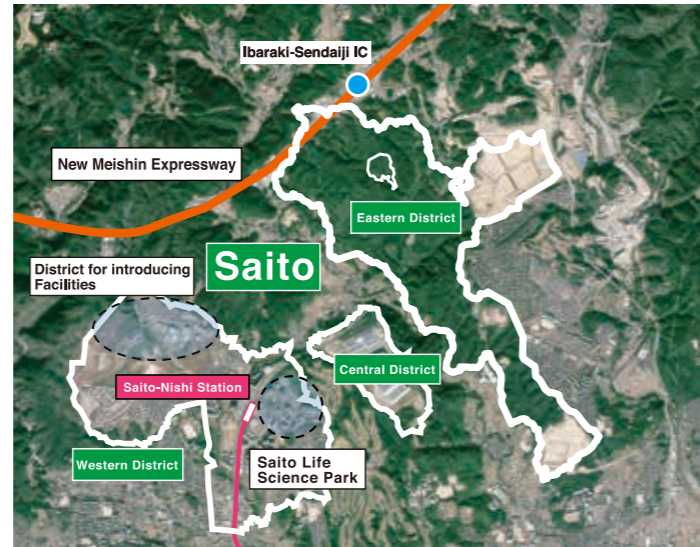 Ibaraki-Sendaiji IC
New Meishin Expressway
Eastern District
Saito
District for introducing
Facilities
Central District
Saito-Nishi Station
Western District
Saito Life
Science Park